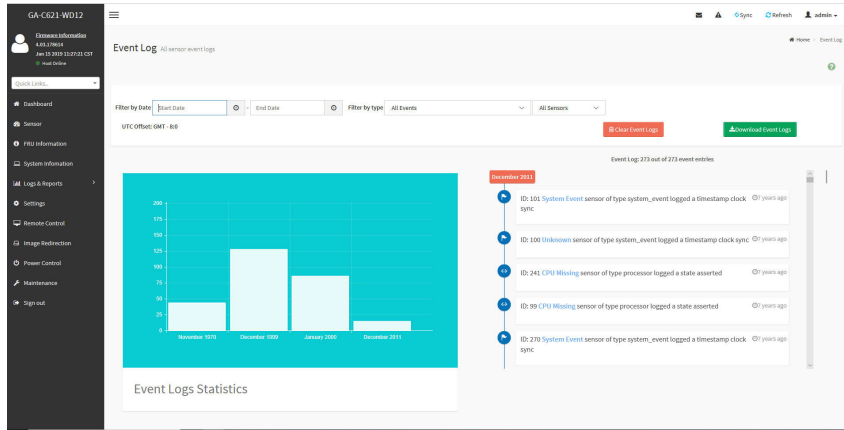 GA-C621-WD12
Sync
Refresh
admin
Firmware Information
4.03.178614
Jan 15 2019 11:27:21 CST
Host Online
Quick Links..
Dashboard
Sensor
FRU Information
System Infomation
Logs & Reports
Settings
Remote Control
Image Redirection
Power Control
Maintenance
Sign out
Event Log All sensor event logs
Home > Event Log
Filter by Date Start Date - End Date Filter by type All Events All Sensors
UTC Offset: GMT - 8:0
Clear Event Logs
Download Event Logs
Event Log: 273 out of 273 event entries
200
175
150
125
100
75
50
25
0
November 1970 December 1999 January 2000 December 2011
Event Logs Statistics
December 2011
ID: 101 System Event sensor of type system_event logged a timestamp clock 7 years ago
sync
ID: 100 Unknown sensor of type system_event logged a timestamp clock sync 7 years ago
ID: 241 CPU Missing sensor of type processor logged a state asserted 7 years ago
ID: 99 CPU Missing sensor of type processor logged a state asserted 7 years ago
ID: 270 System Event sensor of type system_event logged a timestamp clock 7 years ago
sync